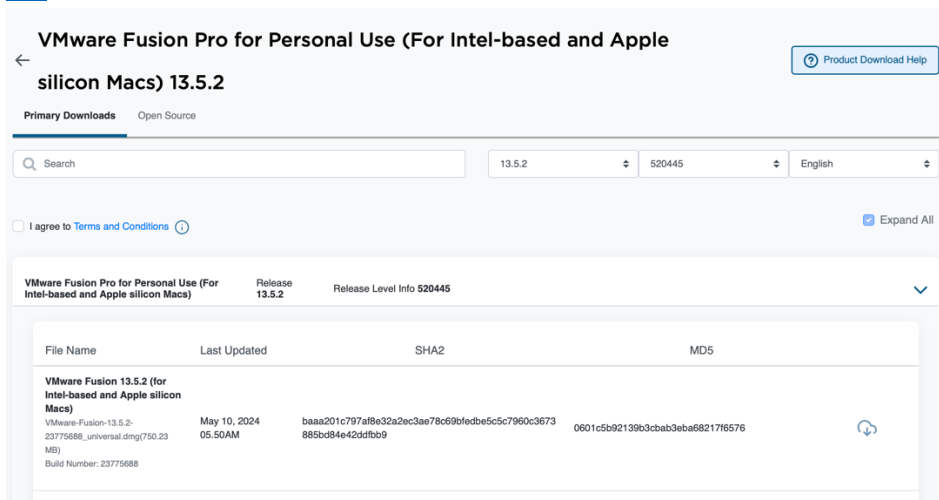 VMware Fusion Pro for Personal Use (For Intel-based and Apple
silicon Macs) 13.5.2
Product Download Help
Primary Downloads
Open Source
Search
13.5.2
520445
English
I agree to Terms and Conditions
Expand All
VMware Fusion Pro for Personal Use (For
Intel-based and Apple silicon Macs)
Release
13.5.2
Release Level Info 520445
File Name
Last Updated
SHA2
MD5
VMware Fusion 13.5.2 (for
Intel-based and Apple silicon
Macs)
VMware-Fusion-13.5.2-
23775688_universal.dmg(750.23
MB)
Build Number: 23775688
May 10, 2024
05.50AM
baaa201c797af8e32a2ec3ae78c69bfedbe5c5c7960c3673
885bd84e42ddfbb9
0601c5b92139b3cbab3eba68217f6576